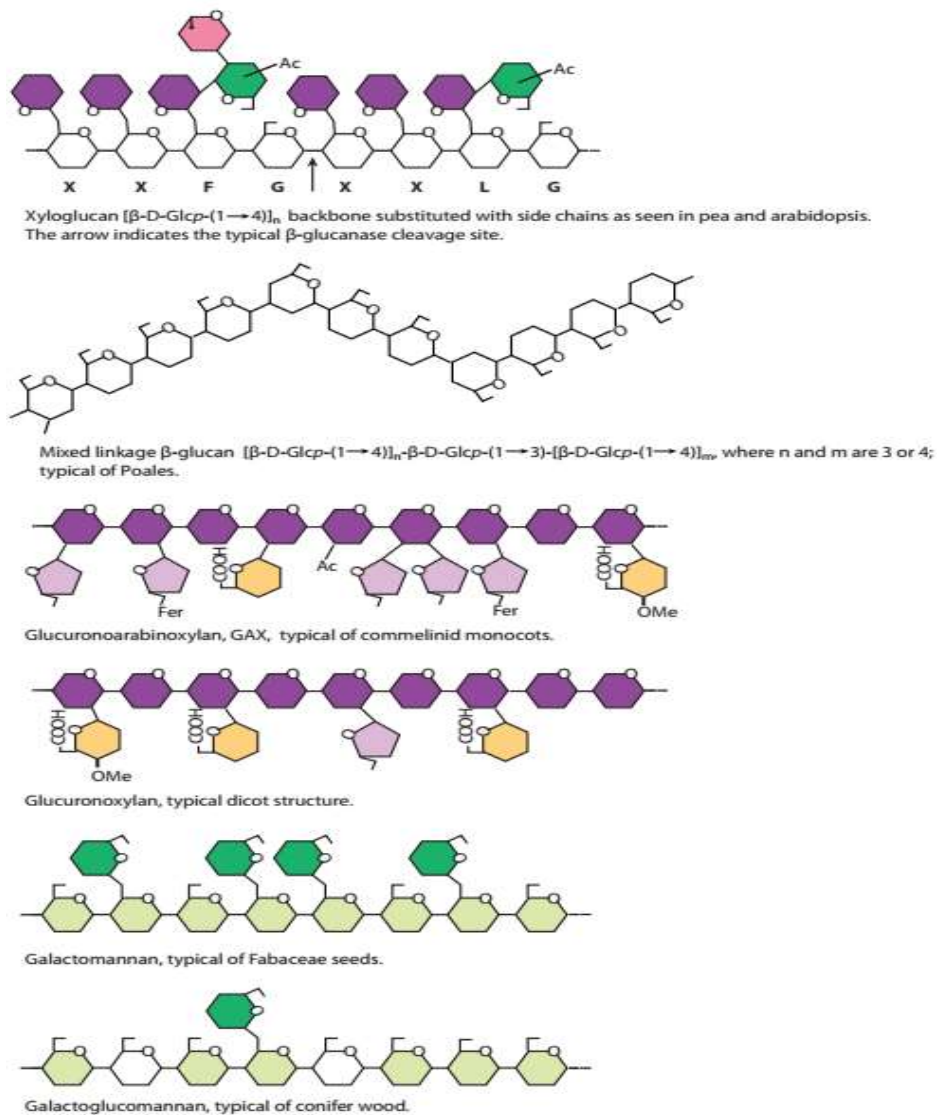 Ac
Ac
X X F G X X L G
Xyloglucan [β-D-Glcp-(1→4)]n backbone substituted with side chains as seen in pea and arabidopsis.
The arrow indicates the typical β-glucanase cleavage site.
Mixed linkage β-glucan [β-D-Glcp-(1→4)]n-β-D-Glcp-(1→3)-[β-D-Glcp-(1→4)]m, where n and m are 3 or 4;
typical of Poales.
COOH
Ac
COOH
Fer
Fer
OMe
Glucuronoarabinoxylan, GAX, typical of commelinid monocots.
COOH
COOH
COOH
OMe
Glucuronoxylan, typical dicot structure.
Galactomannan, typical of Fabaceae seeds.
Galactoglucomannan, typical of conifer wood.